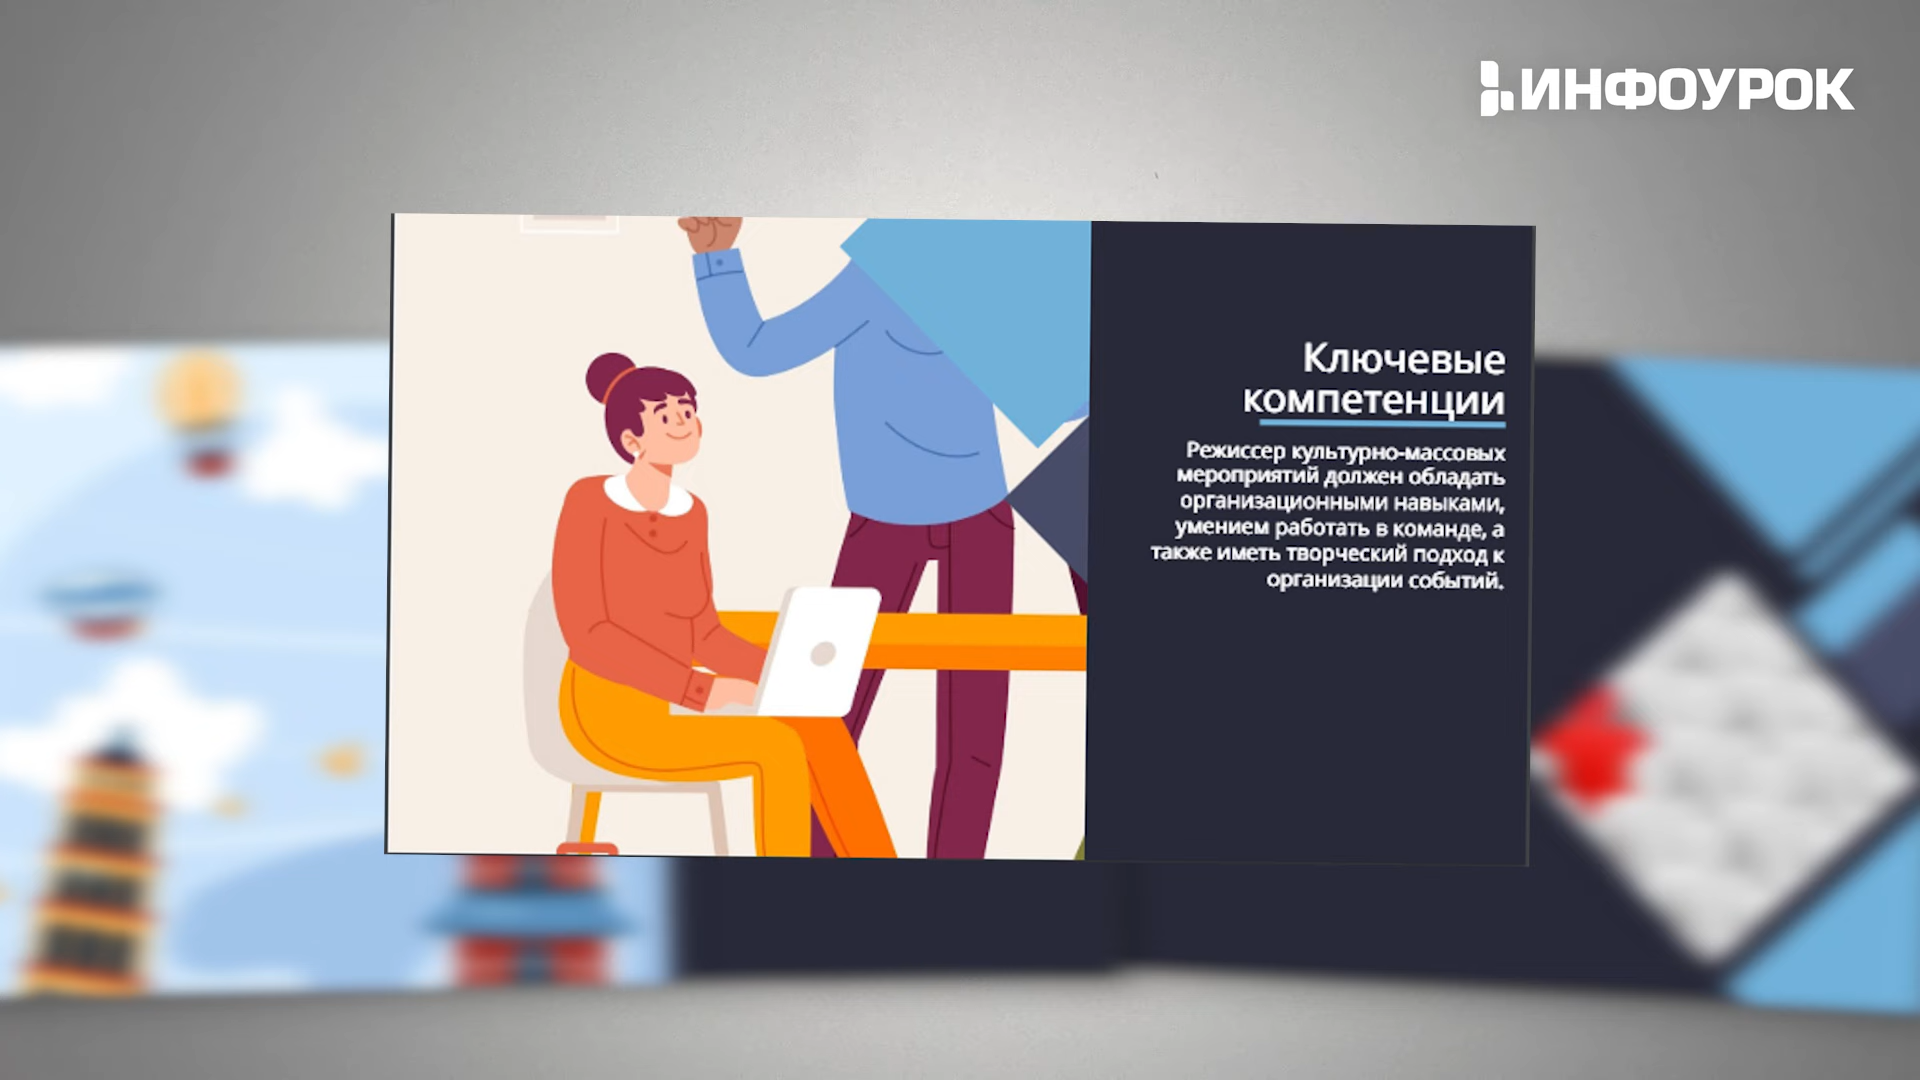 ИНФОУРОК
Ключевые
компетенции
Режиссер культурно-массовых
мероприятий должен обладать
организационными навыками,
умением работать в команде, а
также иметь творческий подход к
организации событий.